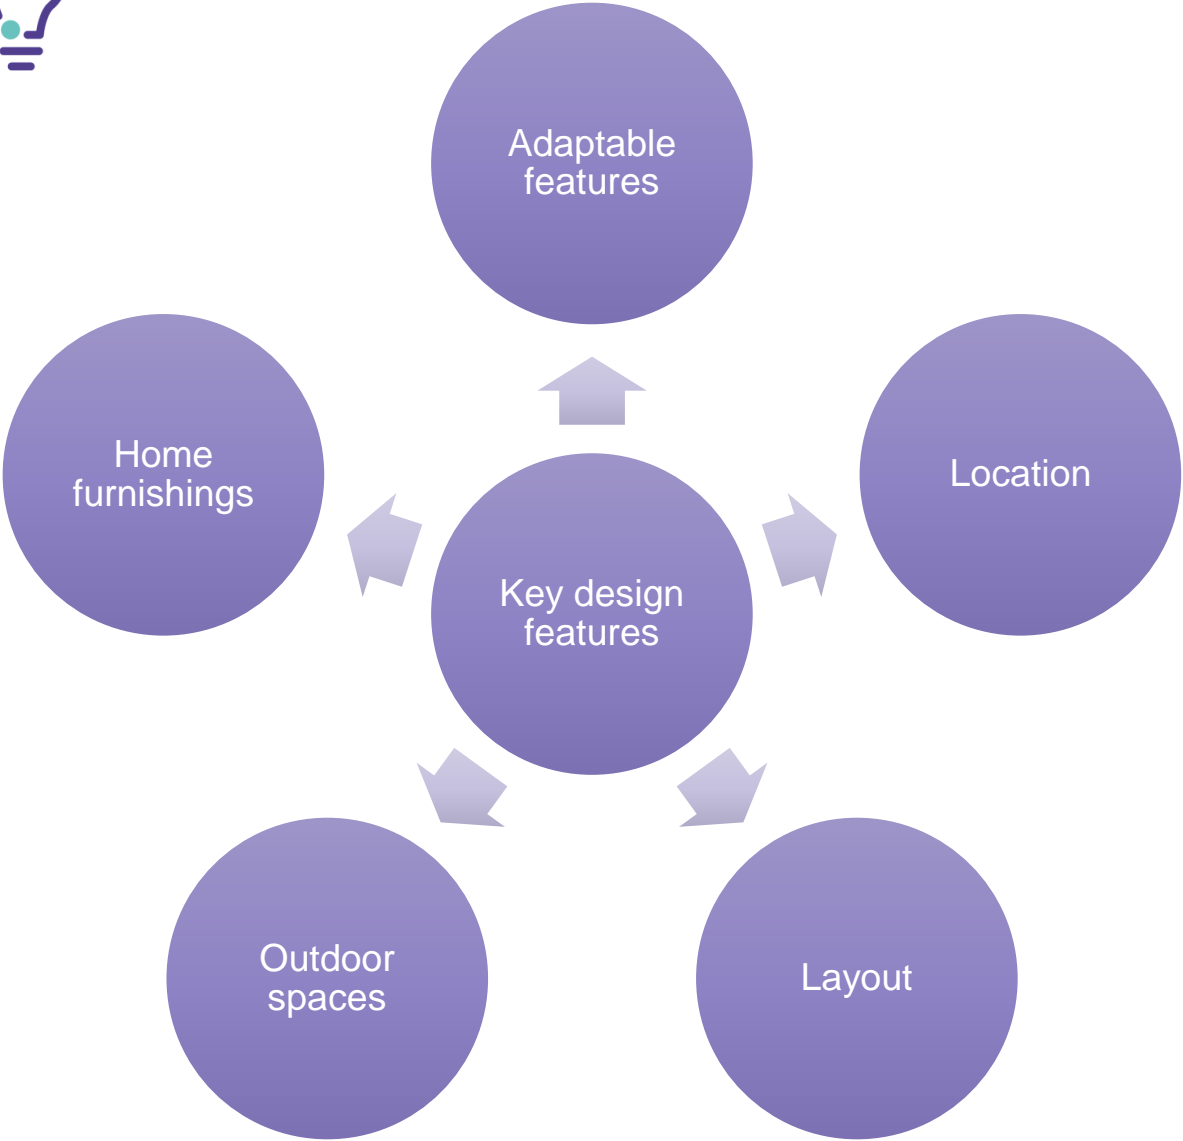 Adaptable
features
Home
furnishings
Location
Key design
features
Outdoor
spaces
Layout